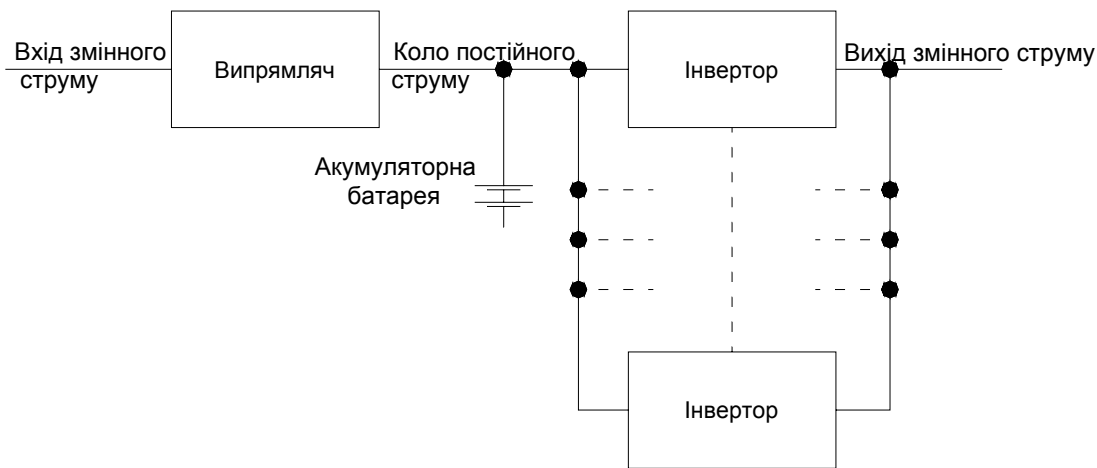 Вхід змінного
струму
Випрямляч
Коло постійного
струму
Інвертор
Вихід змінного струму
Акумуляторна
батарея
Інвертор